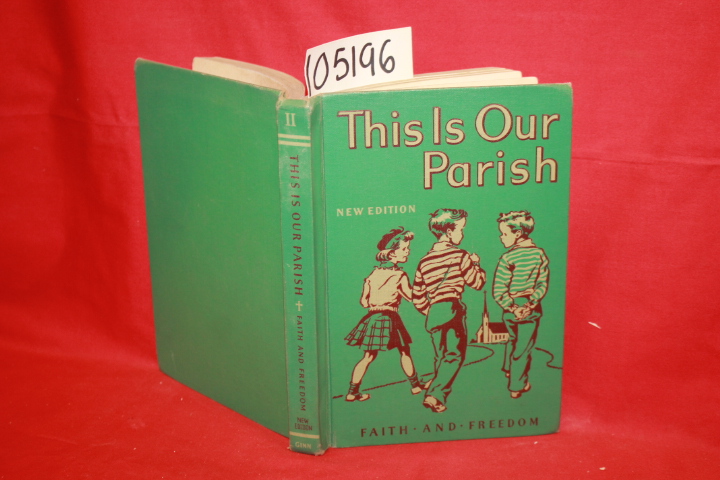 105196
This Is Our
Parish
NEW EDITION
FAITH · AND · FREEDOM
II
THIS IS OUR PARISH ✝ FAITH AND FREEDOM
NEW
EDITION
GINN